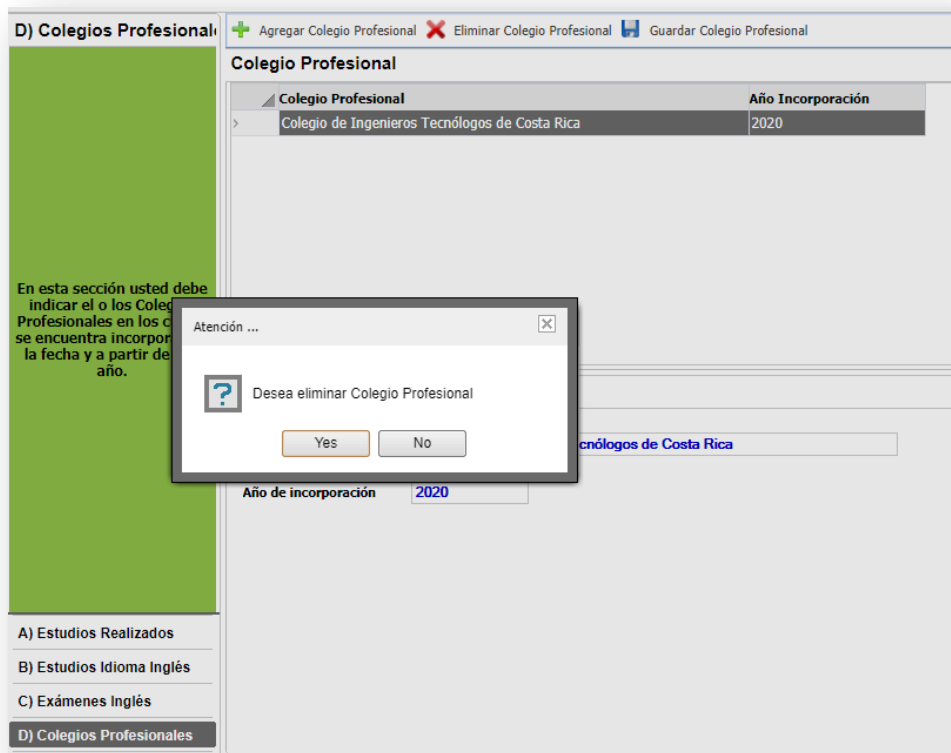 D) Colegios Profesional
Agregar Colegio Profesional Eliminar Colegio Profesional Guardar Colegio Profesional
Colegio Profesional
Colegio Profesional Año Incorporación
Colegio de Ingenieros Tecnólogos de Costa Rica 2020
En esta sección usted debe
indicar el o los Coleg
Profesionales en los c
se encuentra incorpor
la fecha y a partir de
año.
Atención ...
Desea eliminar Colegio Profesional
Yes No
cnólogos de Costa Rica
Año de incorporación 2020
A) Estudios Realizados
B) Estudios Idioma Inglés
C) Exámenes Inglés
D) Colegios Profesionales